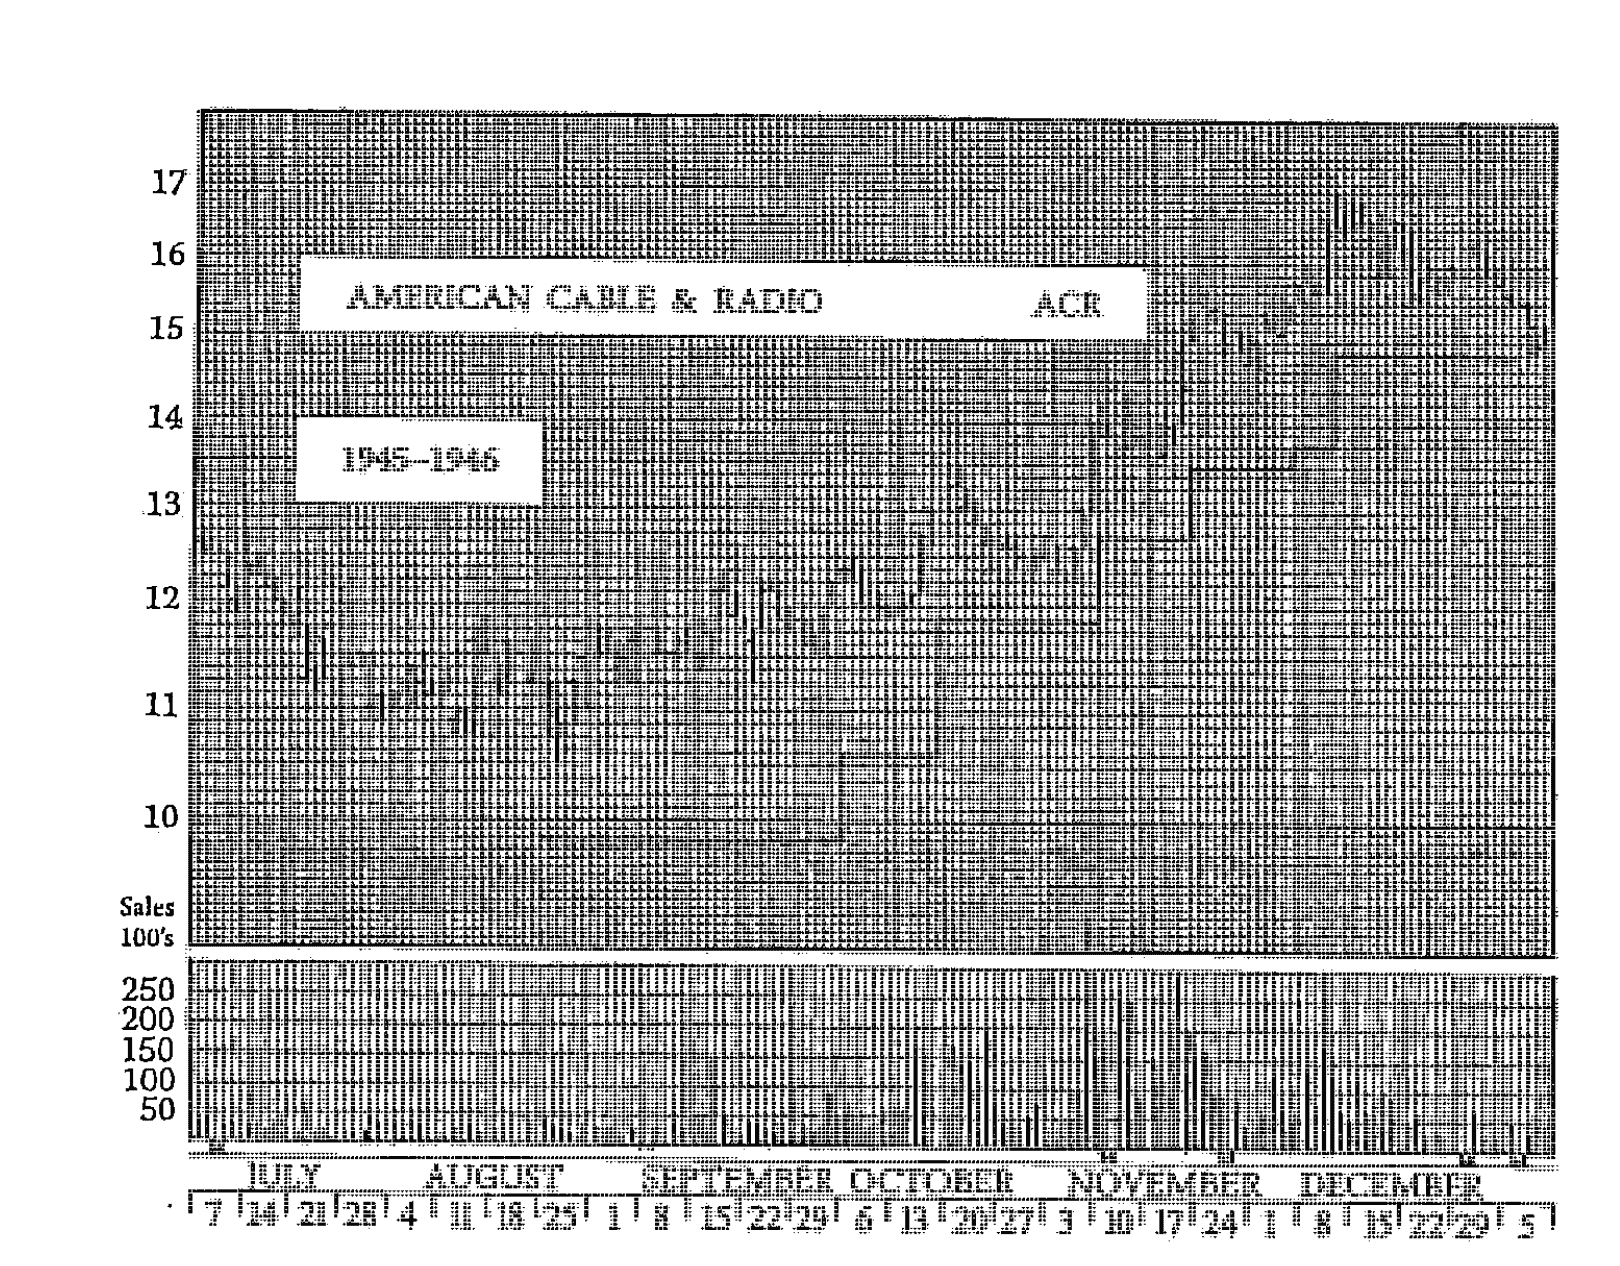 17
16
AMERICAN CABLE & RADIO ACR
15
14
1945–1946
13
12
11
10
Sales
100's
250
200
150
100
50
JULY AUGUST SEPTEMBER OCTOBER NOVEMBER DECEMBER
7 14 21 28 4 11 18 25 1 8 15 22 29 6 13 20 27 3 10 17 24 1 8 15 22 29 5